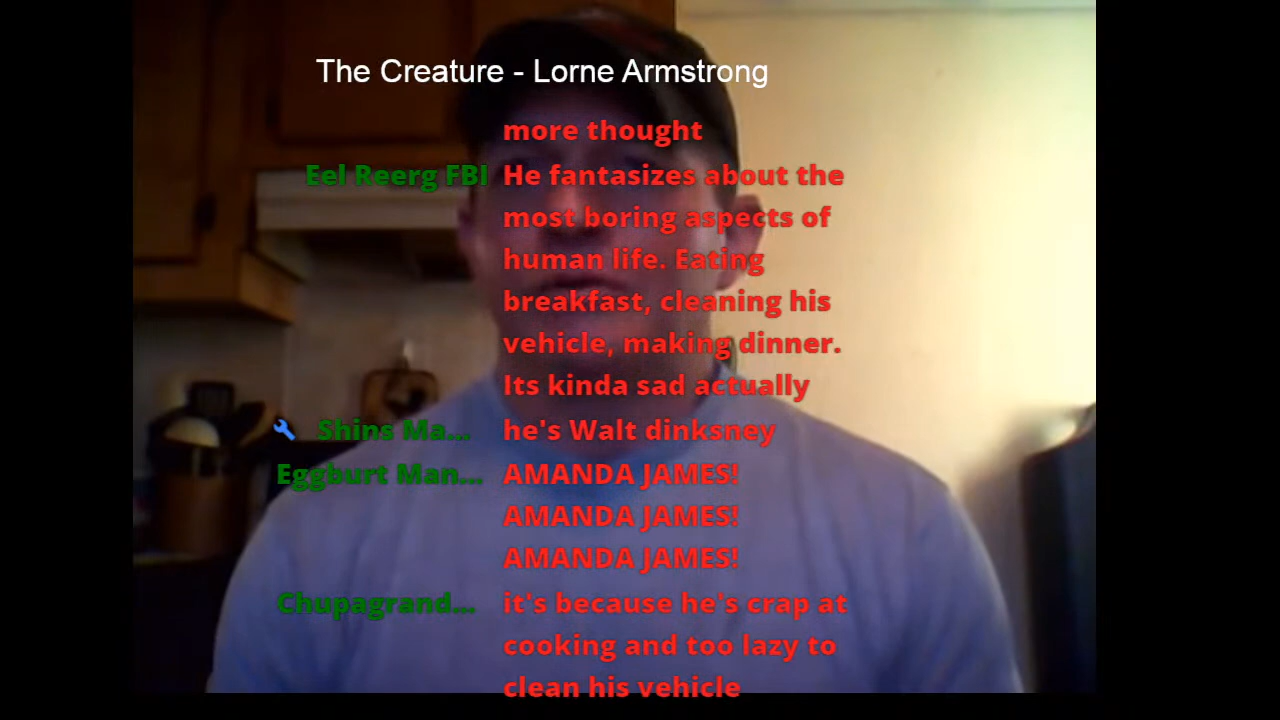 The Creature - Lorne Armstrong
more thought
Eel Reerg FBI He fantasizes about the
most boring aspects of
human life. Eating
breakfast, cleaning his
vehicle, making dinner.
Its kinda sad actually
Shins Ma... he's Walt dinksney
Eggburt Man... AMANDA JAMES!
AMANDA JAMES!
AMANDA JAMES!
Chupagrand... it's because he's crap at
cooking and too lazy to
clean his vehicle